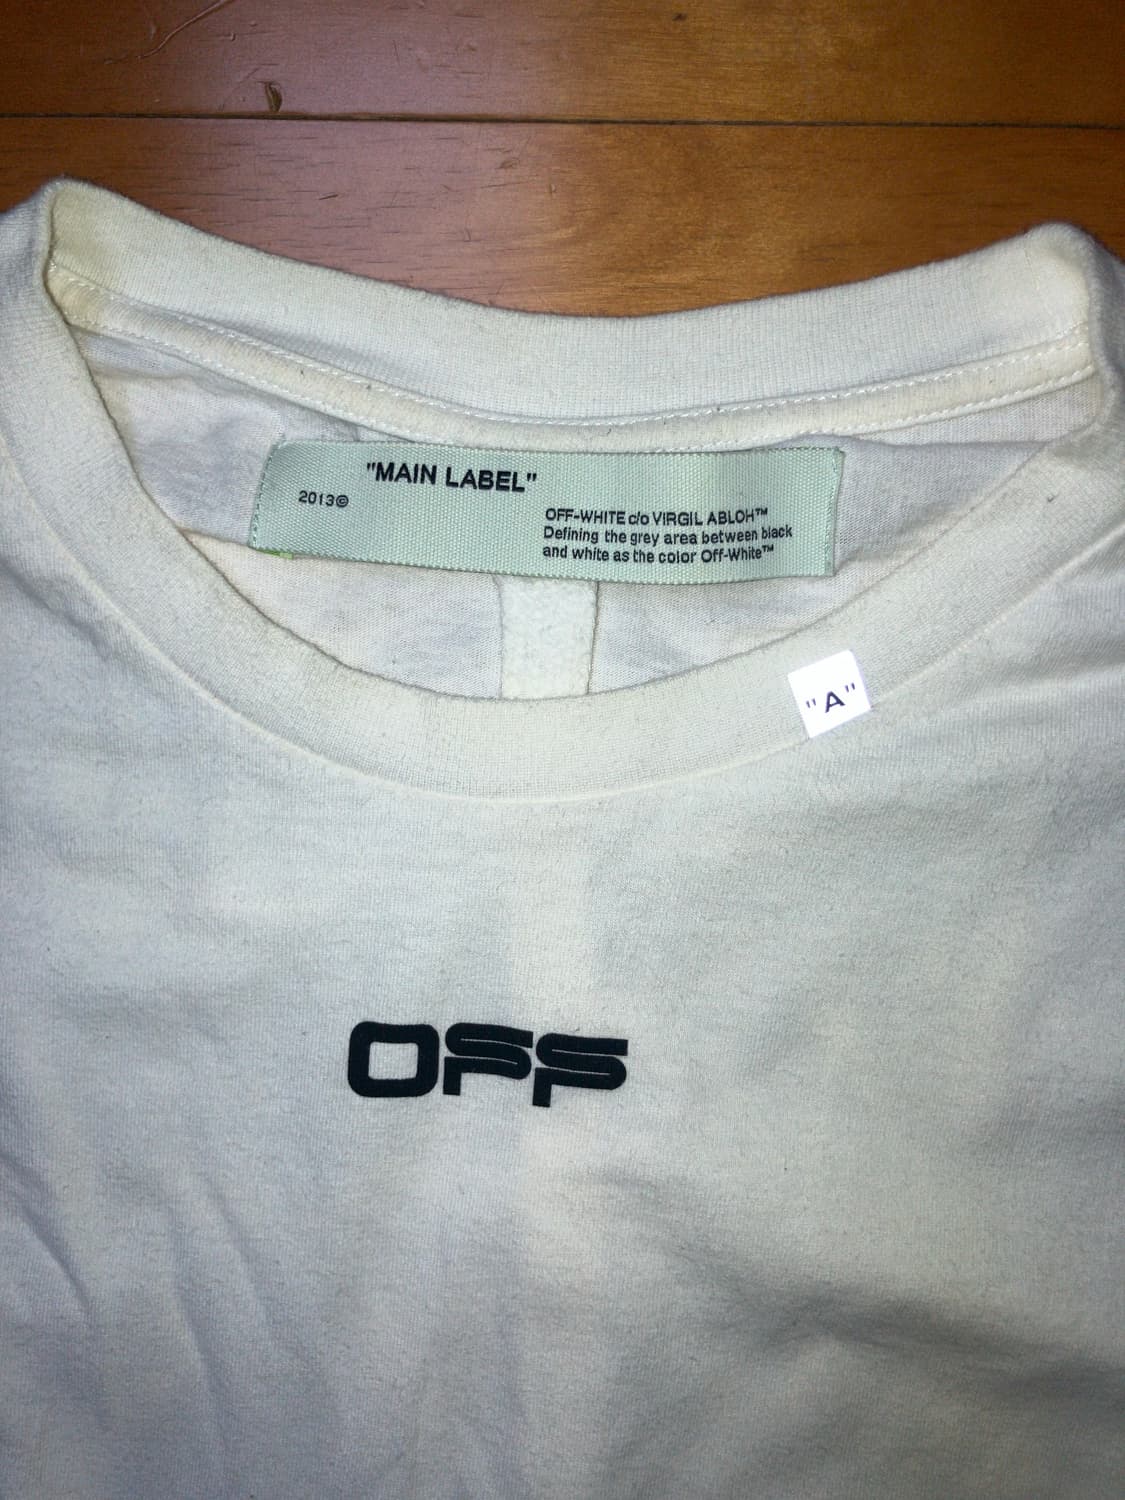 "MAIN LABEL"
2013©
OFF-WHITE c/o VIRGIL ABLOH™
Defining the grey area between black
and white as the color Off-White™
"A"
OFF